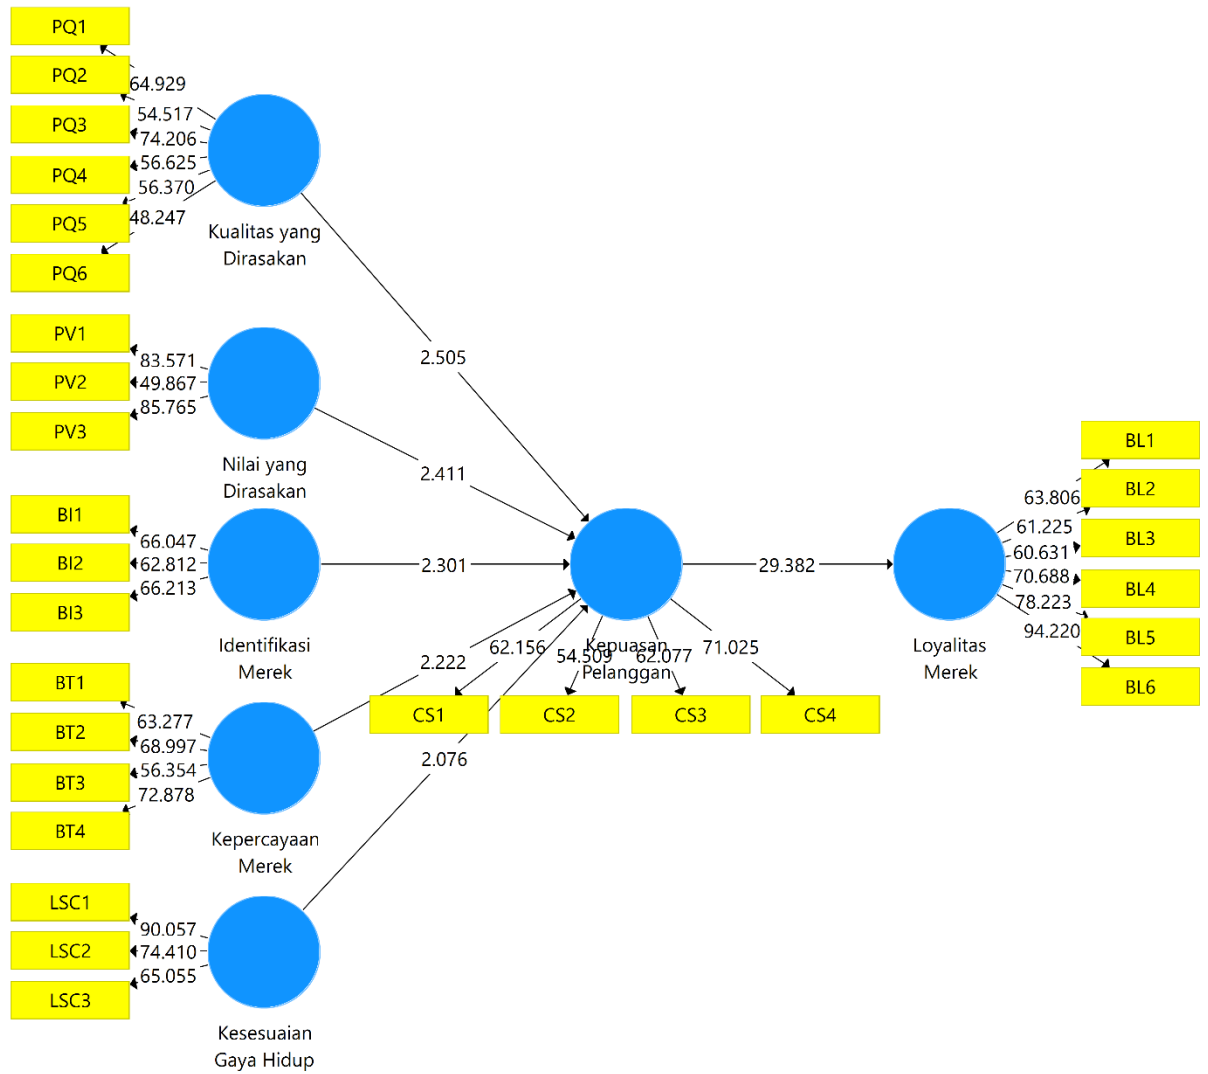 PQ1
PQ2
PQ3
PQ4
PQ5
PQ6
64.929
54.517
74.206
56.625
56.370
48.247
Kualitas yang
Dirasakan
PV1
PV2
PV3
83.571
49.867
85.765
Nilai yang
Dirasakan
BI1
BI2
BI3
66.047
62.812
66.213
Identifikasi
Merek
BT1
BT2
BT3
BT4
63.277
68.997
56.354
72.878
Kepercayaan
Merek
LSC1
LSC2
LSC3
90.057
74.410
65.055
Kesesuaian
Gaya Hidup
2.505
2.411
2.301
2.222
2.076
62.156
54.509
62.077
71.025
Kepuasan
Pelanggan
CS1
CS2
CS3
CS4
29.382
Loyalitas
Merek
63.806
61.225
60.631
70.688
78.223
94.220
BL1
BL2
BL3
BL4
BL5
BL6